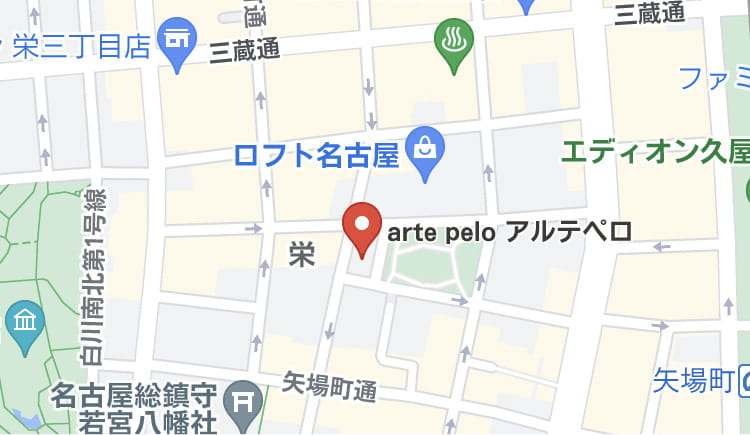 通
三蔵通
栄三丁目店
三蔵通
ファミ
ロフト名古屋
エディオン久屋
白川南北第1号線
arte pelo アルテペロ
栄
矢場町通
矢場町
名古屋総鎮守
若宮八幡社